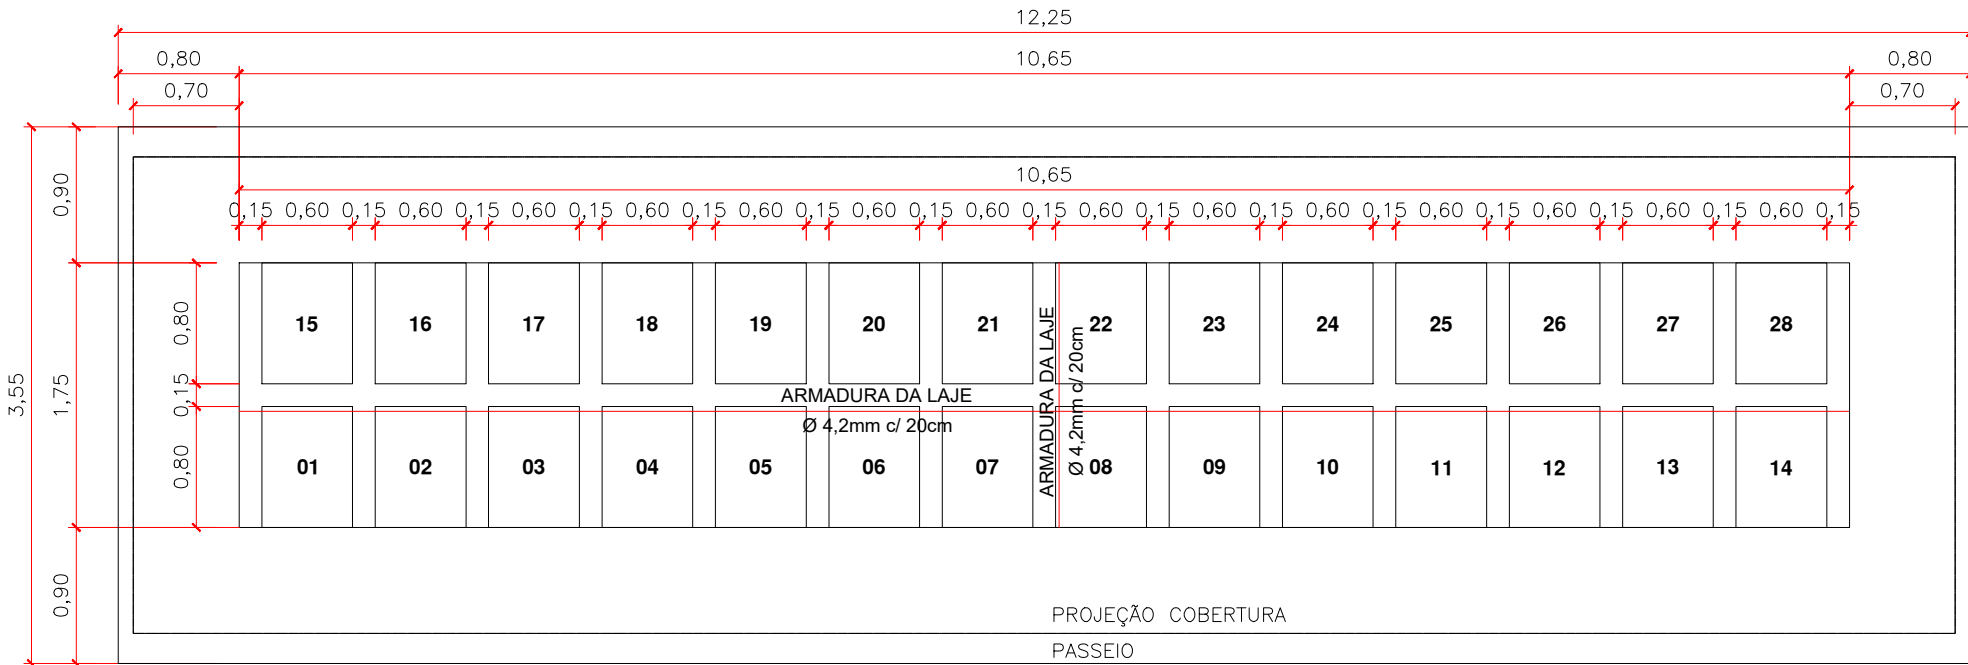 12,25
0,80 10,65 0,80
0,70 0,70
10,65
0,15 0,60 0,15 0,60 0,15 0,60 0,15 0,60 0,15 0,60 0,15 0,60 0,15 0,60 0,15 0,60 0,15 0,60 0,15 0,60 0,15 0,60 0,15 0,60 0,15 0,60 0,15 0,60 0,15
0,90
0,80
15 16 17 18 19 20 21 22 23 24 25 26 27 28
3,55
1,75
0,15
ARMADURA DA LAJE
Ø 4,2mm c/ 20cm
ARMADURA DA LAJE
Ø 4,2mm c/ 20cm
0,80
01 02 03 04 05 06 07 08 09 10 11 12 13 14
0,90
PROJEÇÃO COBERTURA
PASSEIO